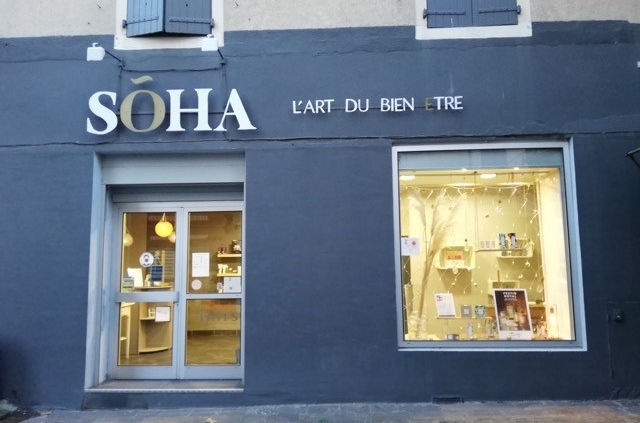 SÕHA
L'ART DU BIEN ETRE